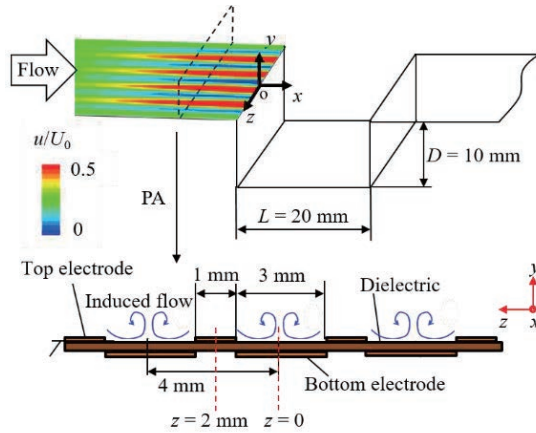 Flow
y
x
o
z
u/U0
0.5
0
PA
D = 10 mm
L = 20 mm
Top electrode
1 mm
3 mm
Dielectric
Induced flow
y
z
x
4 mm
Bottom electrode
z = 2 mm
z = 0